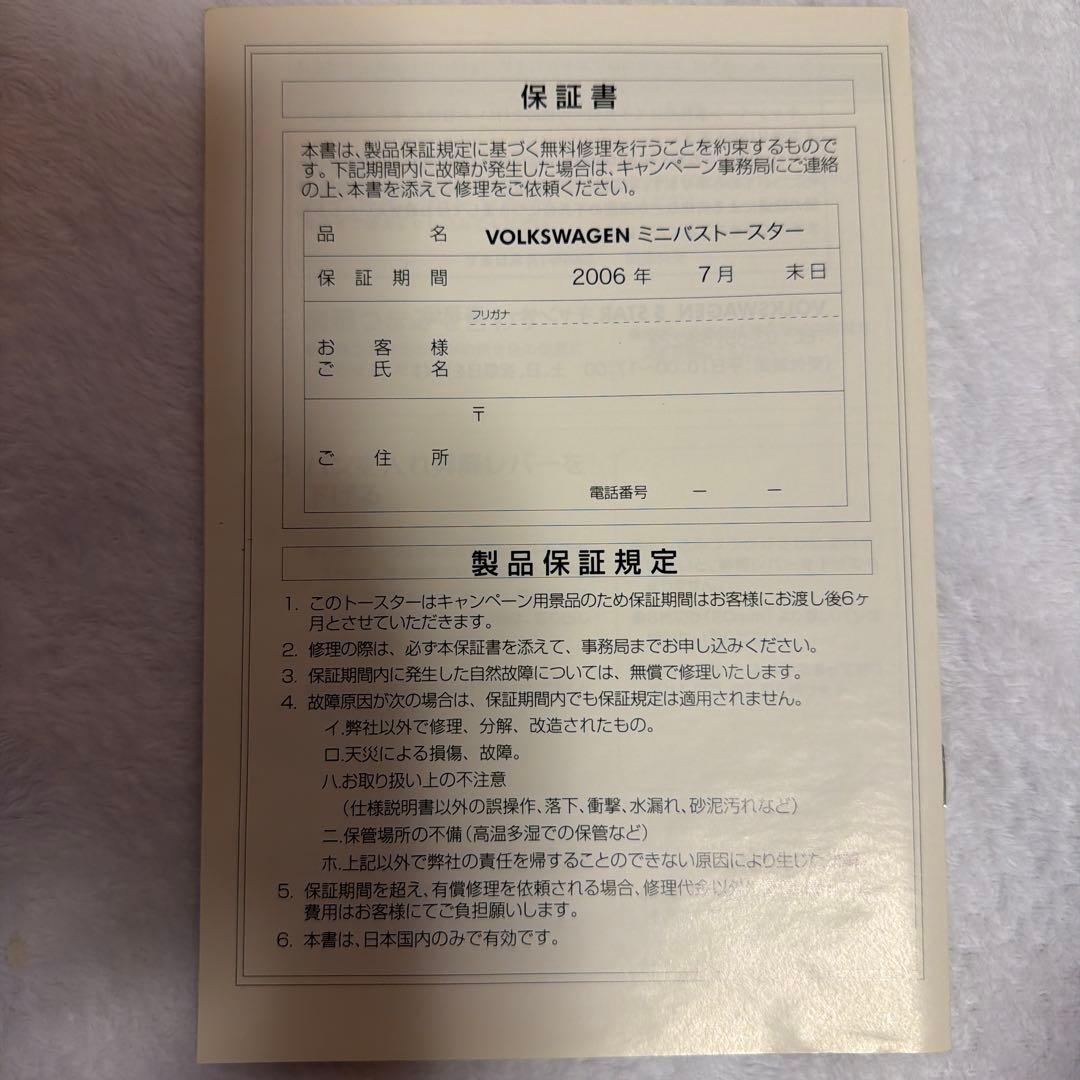 保証書
本書は、製品保証規定に基づく無料修理を行うことを約束するもので
す。下記期間内に故障が発生した場合は、キャンペーン事務局にご連絡
の上、本書を添えて修理をご依頼ください。
品名 VOLKSWAGEN ミニバストースター
保証期間 2006年 7月 末日
フリガナ
お客様
ご氏名
〒
ご住所
電話番号 ー ー
製品保証規定
1. このトースターはキャンペーン用景品のため保証期間はお客様にお渡し後6ヶ
月とさせていただきます。
2. 修理の際は、必ず本保証書を添えて、事務局までお申し込みください。
3. 保証期間内に発生した自然故障については、無償で修理いたします。
4. 故障原因が次の場合は、保証期間内でも保証規定は適用されません。
イ.弊社以外で修理、分解、改造されたもの。
ロ.天災による損傷、故障。
ハ.お取り扱い上の不注意
（仕様説明書以外の誤操作、落下、衝撃、水漏れ、砂泥汚れなど）
ニ.保管場所の不備（高温多湿での保管など）
ホ.上記以外で弊社の責任を帰することのできない原因により生じた
5. 保証期間を超え、有償修理を依頼される場合、修理代金以外
費用はお客様にてご負担願いします。
6. 本書は、日本国内のみで有効です。